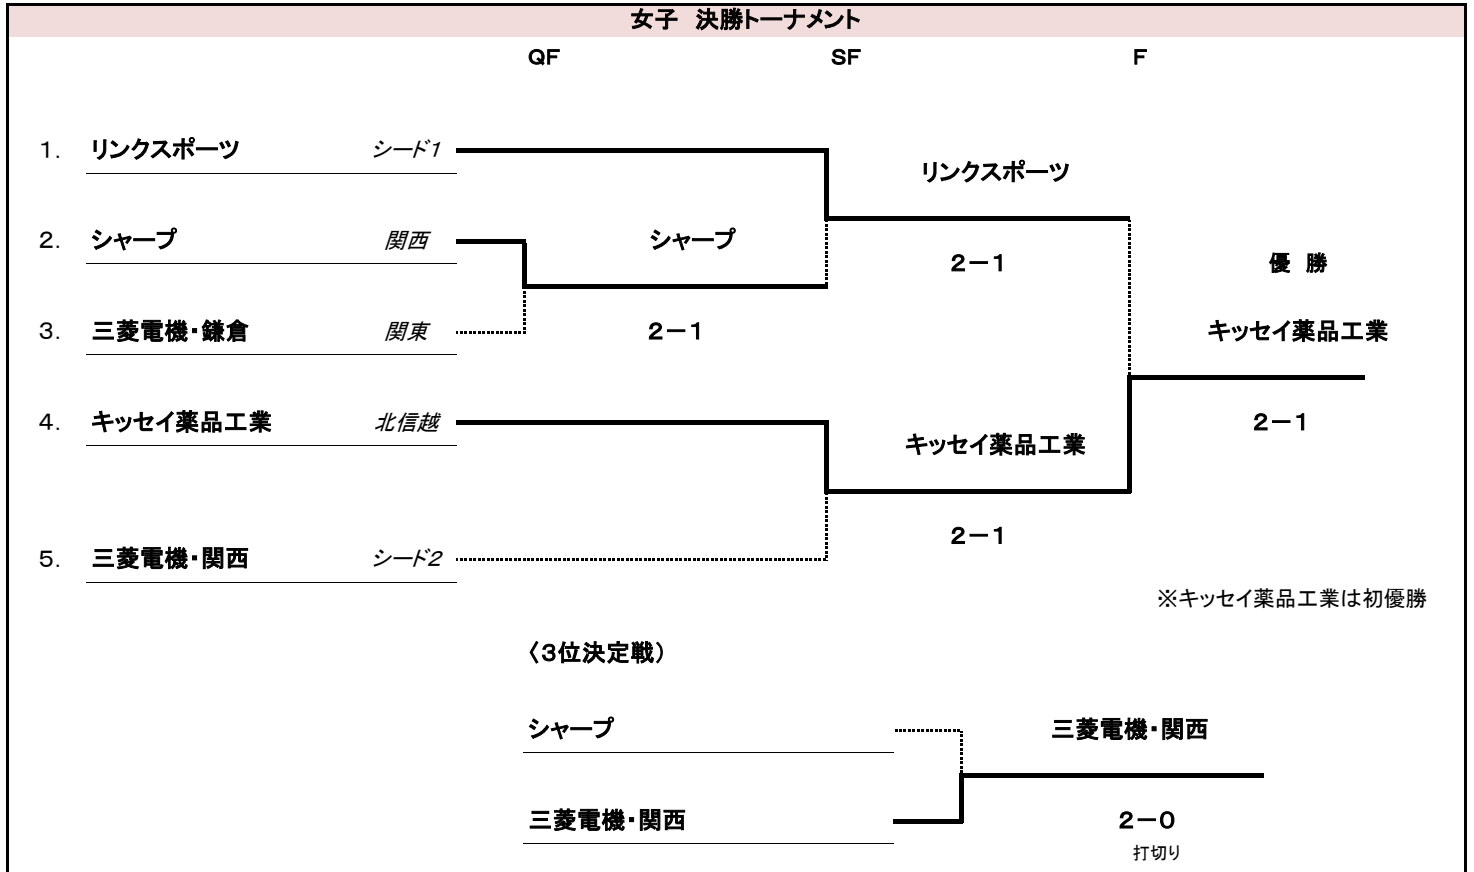 女子　決勝トーナメント
QF SF F
1. リンクスポーツ シード1
リンクスポーツ
2. シャープ 関西 シャープ
2－1 優　勝
3. 三菱電機・鎌倉 関東 2－1 キッセイ薬品工業
4. キッセイ薬品工業 北信越 2－1
キッセイ薬品工業
2－1
5. 三菱電機・関西 シード2
※キッセイ薬品工業は初優勝
〈3位決定戦）
シャープ 三菱電機・関西
三菱電機・関西 2－0
打切り